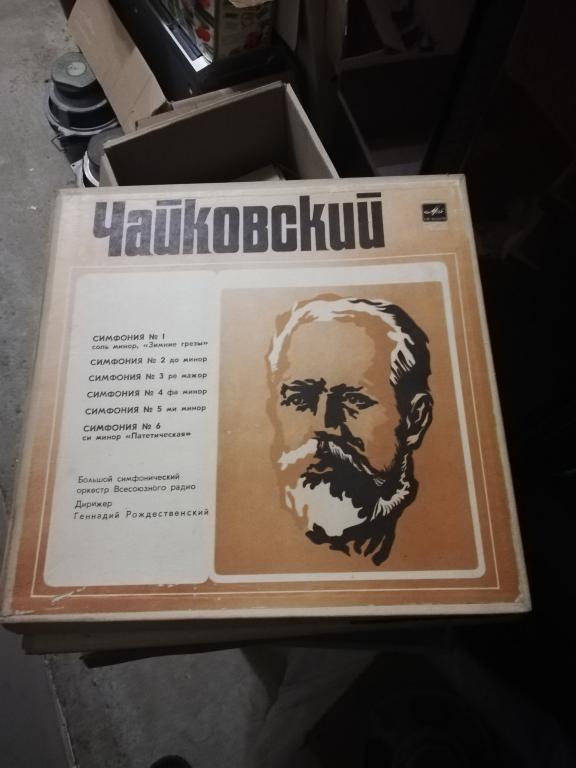 Чайковский
СИМФОНИЯ № 1
соль минор, «Зимние грезы»
СИМФОНИЯ № 2 до минор
СИМФОНИЯ № 3 ре мажор
СИМФОНИЯ № 4 фа минор
СИМФОНИЯ № 5 ми минор
СИМФОНИЯ № 6
си минор «Патетическая»
Большой симфонический
оркестр Всесоюзного радио
Дирижер
Геннадий Рождественский